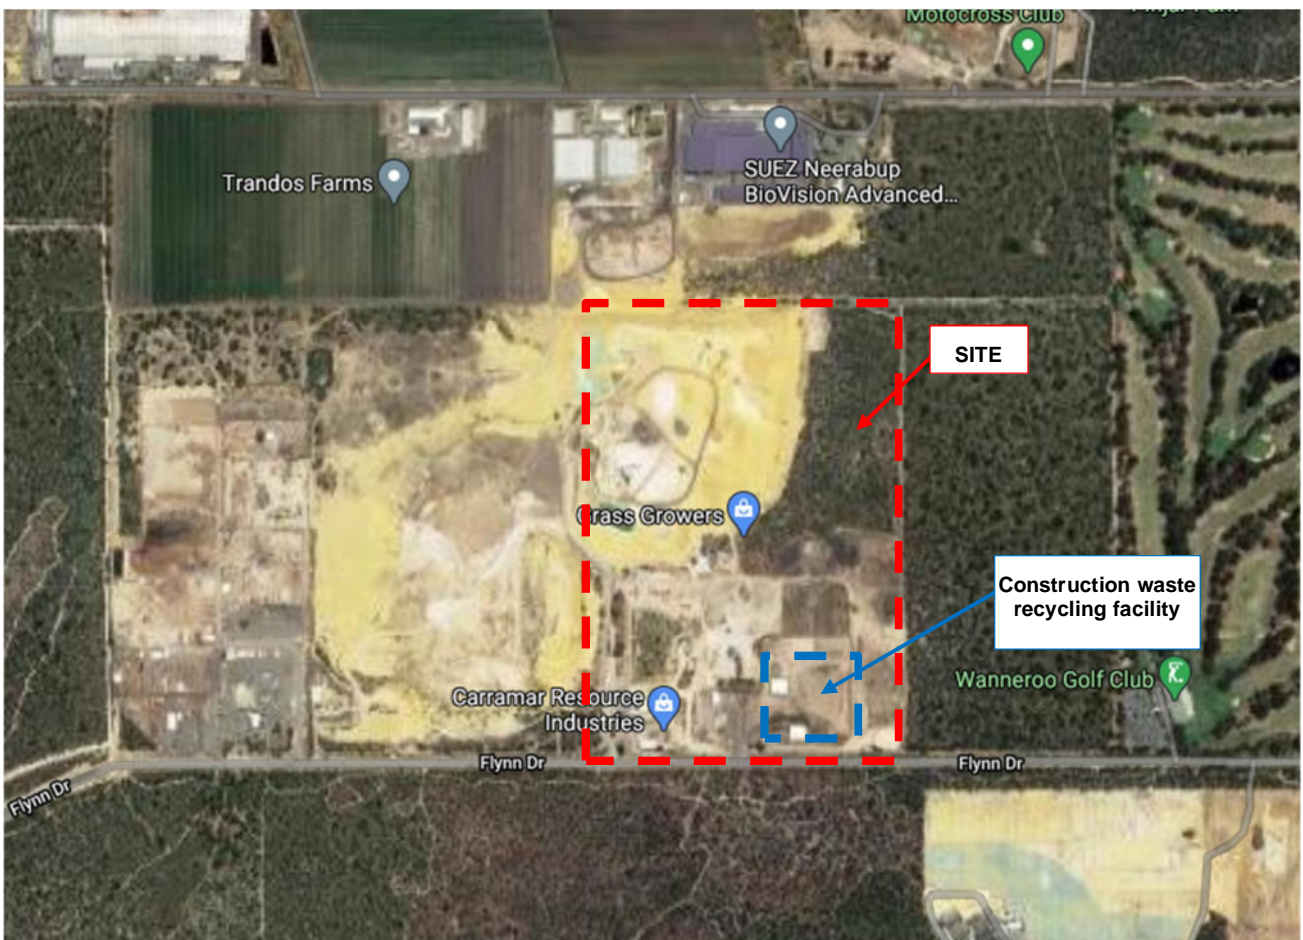 Motocross Club
Trandos Farms
SUEZ Neerabup
BioVision Advanced...
SITE
Grass Growers
Construction waste
recycling facility
Wanneroo Golf Club
Carramar Resource
Industries
Flynn Dr
Flynn Dr
Flynn Dr